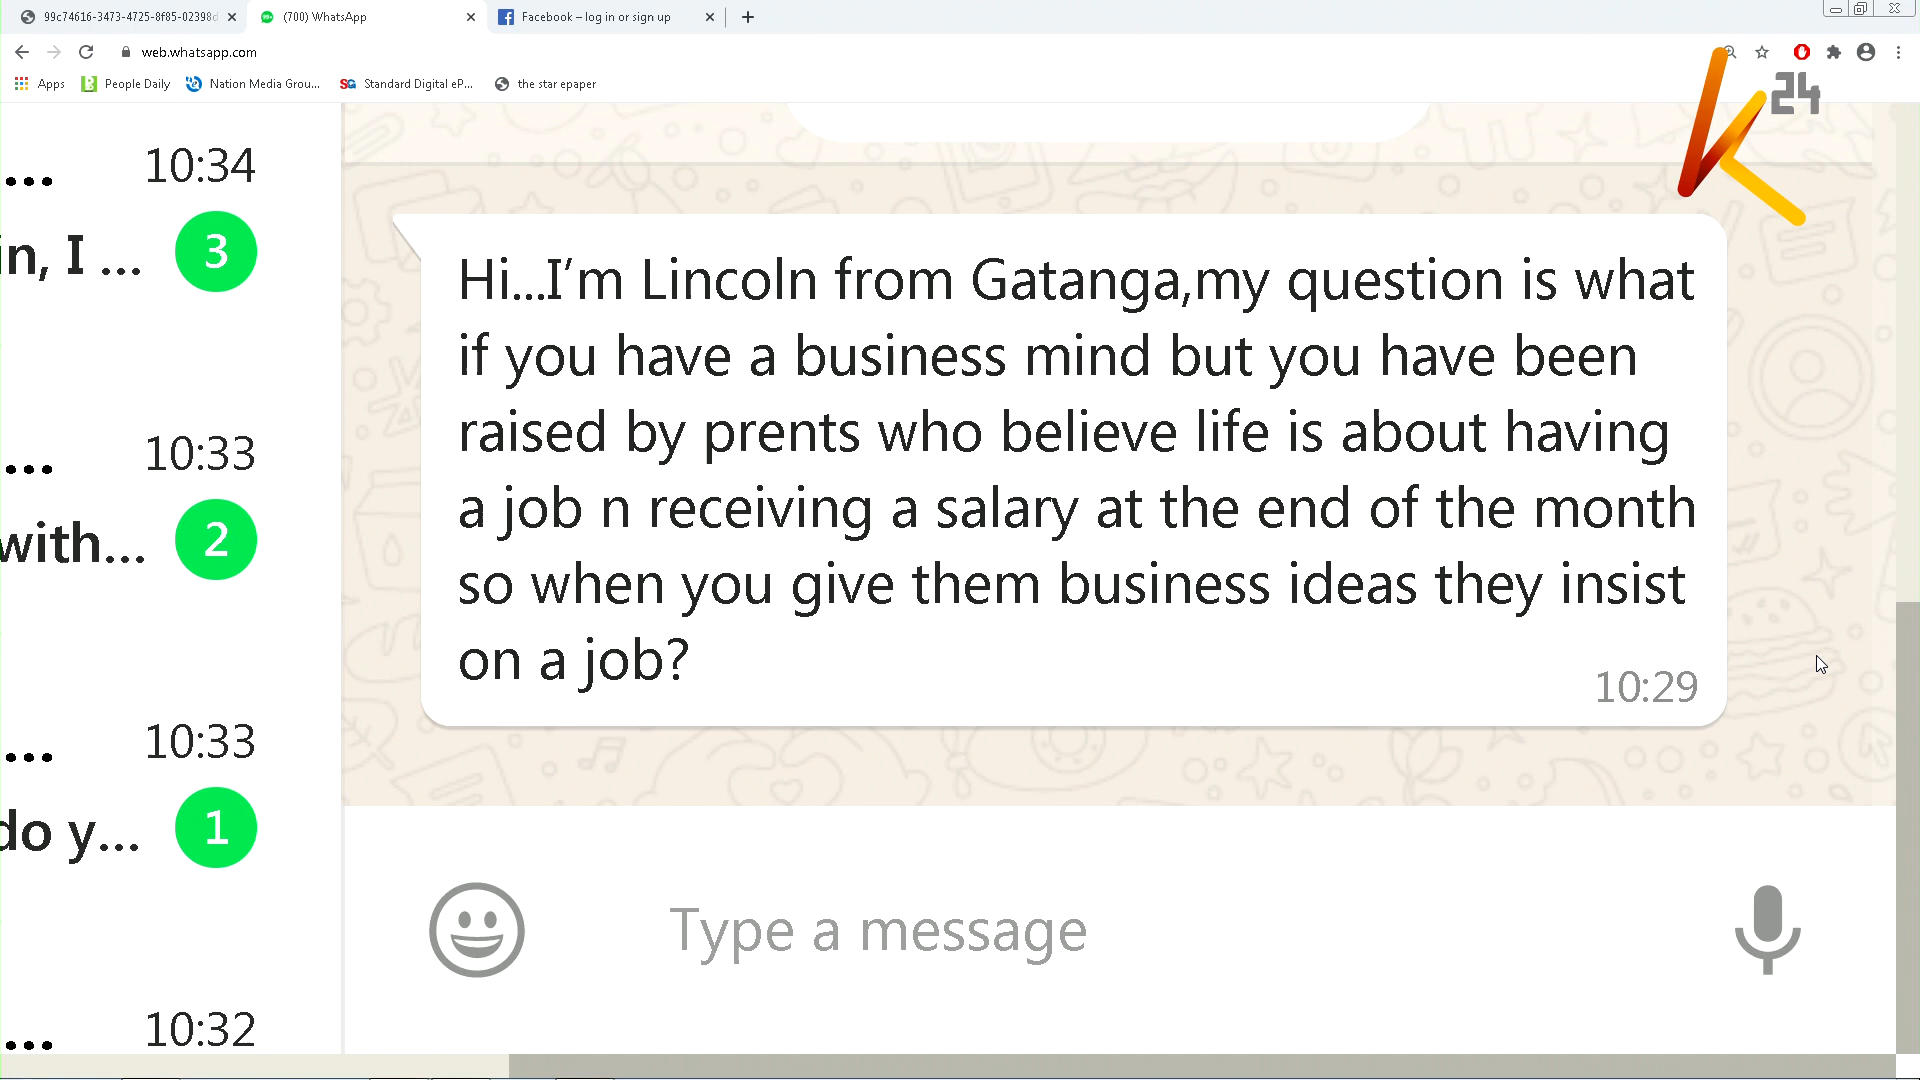 99c74616-3473-4725-8f85-02398d
(700) WhatsApp
Facebook – log in or sign up
web.whatsapp.com
Apps
People Daily
Nation Media Grou...
Standard Digital eP...
the star epaper
24
... 10:34
in, I ... 3
... 10:33
with... 2
... 10:33
do y... 1
... 10:32
Hi...I’m Lincoln from Gatanga,my question is what
if you have a business mind but you have been
raised by prents who believe life is about having
a job n receiving a salary at the end of the month
so when you give them business ideas they insist
on a job?
10:29
Type a message